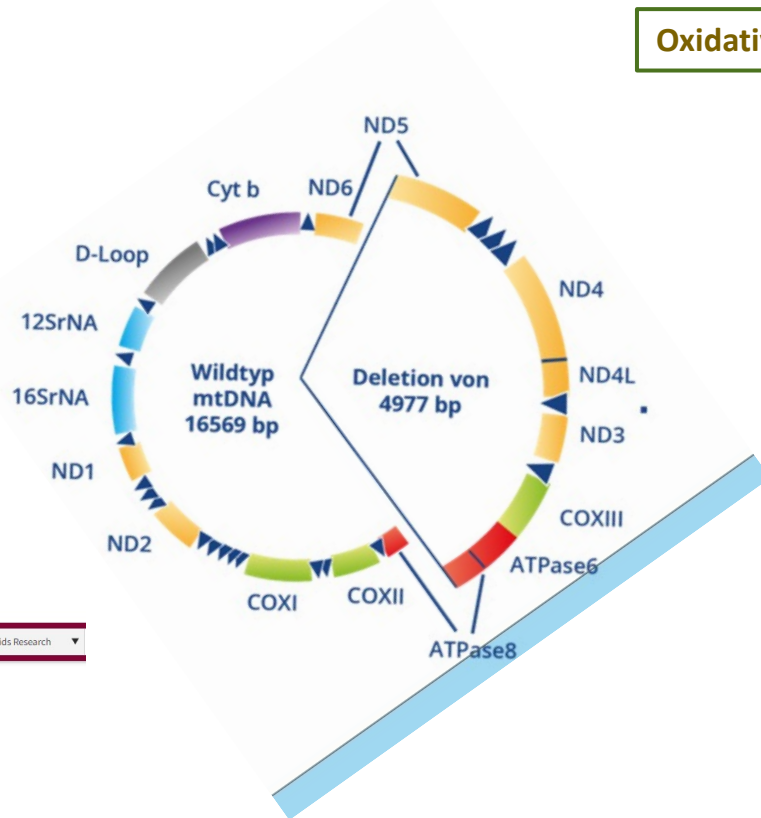 Oxidati
ND5
Cyt b
ND6
D-Loop
ND4
12SrNA
Wildtyp
mtDNA
16569 bp
Deletion von
4977 bp
ND4L
16SrNA
ND3
ND1
COXIII
ND2
ATPase6
COXI
COXII
ATPase8
ids Research